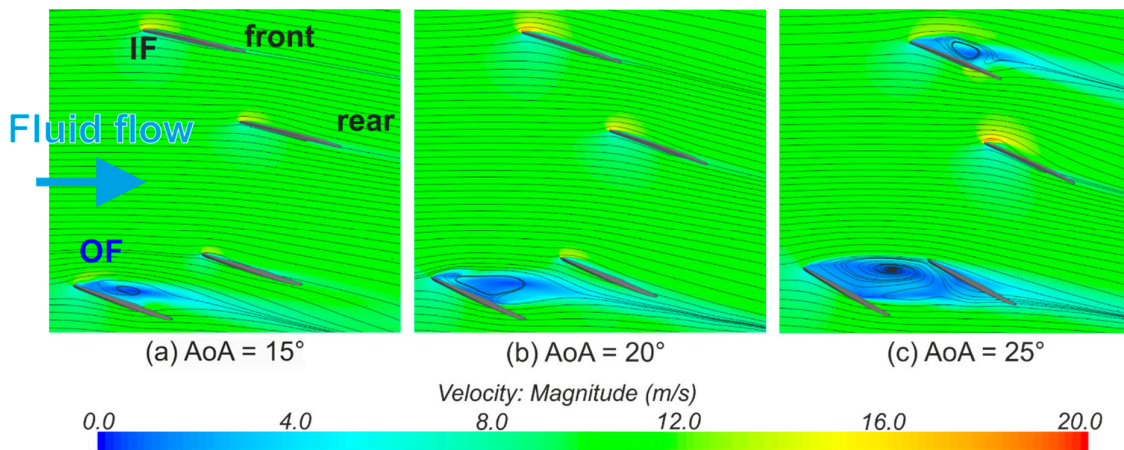 IF
front
rear
Fluid flow
OF
(a) AoA = 15°
(b) AoA = 20°
(c) AoA = 25°
Velocity: Magnitude (m/s)
0.0 4.0 8.0 12.0 16.0 20.0